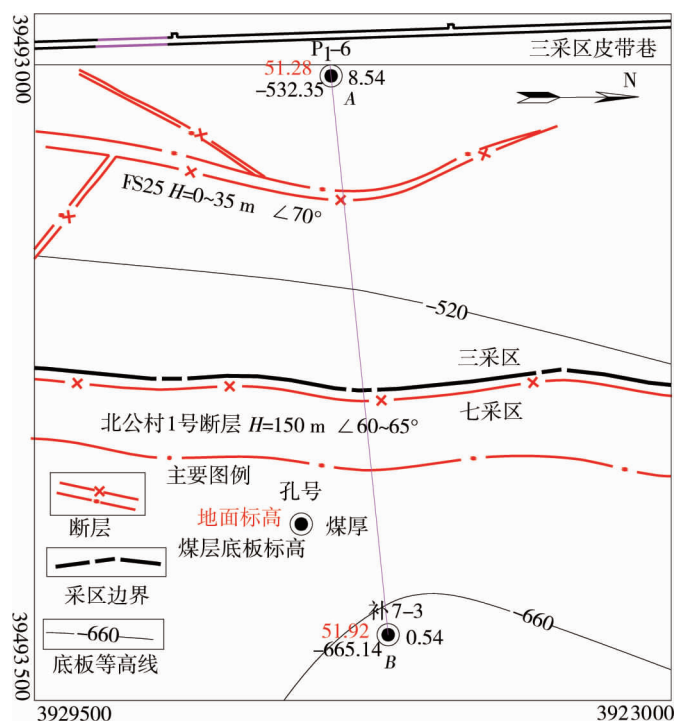 三采区皮带巷
P1-6
51.28
8.54
-532.35
A
N
39493000
FS25 H=0~35 m ∠70°
-520
三采区
七采区
北公村1号断层 H=150 m ∠60~65°
主要图例
孔号
地面标高
煤厚
煤层底板标高
断层
采区边界
-660
底板等高线
补7-3
51.92
0.54
-665.14
B
-660
39493500
3929500
3923000